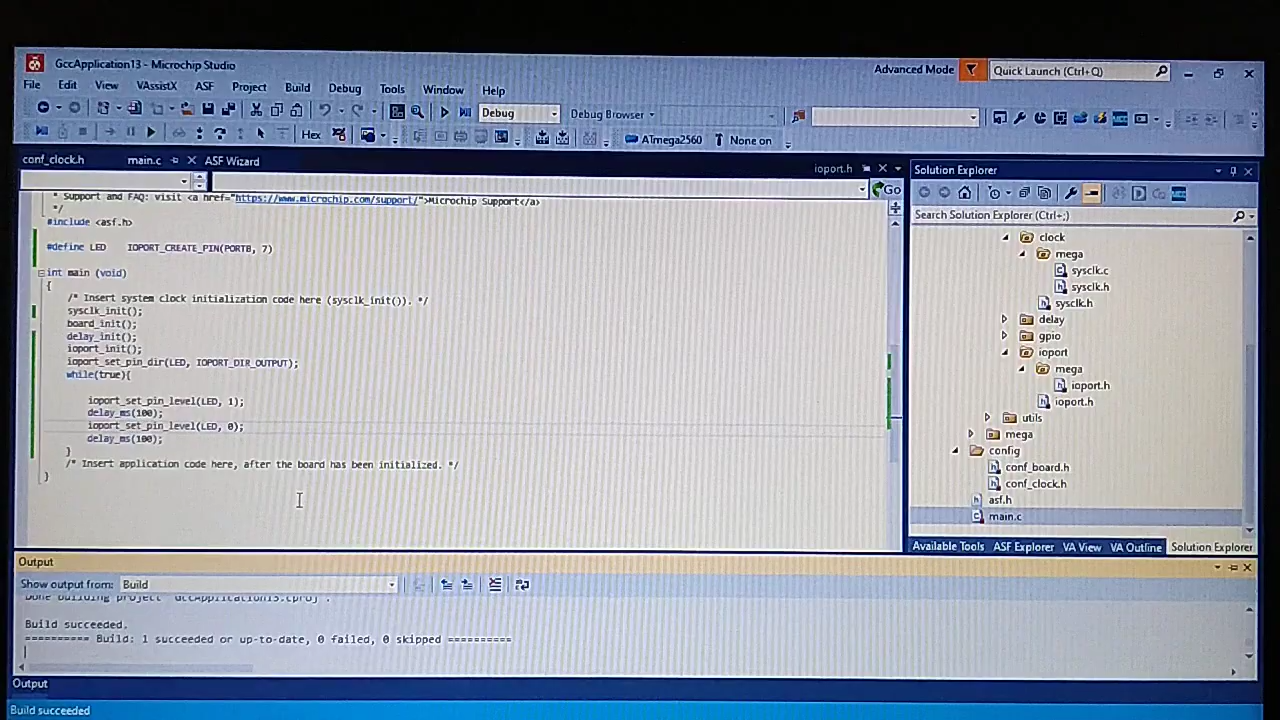 GccApplication13 - Microchip Studio
Advanced Mode
Quick Launch (Ctrl+Q)
File Edit View VAssistX ASF Project Build Debug Tools Window Help
Debug
Debug Browser
Hex
ATmega2560
None on
conf_clock.h
main.c
ASF Wizard
ioport.h
Go
* Support and FAQ: visit <a href="https://www.microchip.com/support/">Microchip Support</a>
*/
#include <asf.h>
#define LED IOPORT_CREATE_PIN(PORTB, 7)
int main (void)
{
/* Insert system clock initialization code here (sysclk_init()). */
sysclk_init();
board_init();
delay_init();
ioport_init();
ioport_set_pin_dir(LED, IOPORT_DIR_OUTPUT);
while(true){
ioport_set_pin_level(LED, 1);
delay_ms(100);
ioport_set_pin_level(LED, 0);
delay_ms(100);
}
/* Insert application code here, after the board has been initialized. */
}
Solution Explorer
Search Solution Explorer (Ctrl+;)
clock
mega
sysclk.c
sysclk.h
sysclk.h
delay
gpio
ioport
mega
ioport.h
ioport.h
utils
mega
config
conf_board.h
conf_clock.h
asf.h
main.c
Available Tools ASF Explorer VA View VA Outline Solution Explorer
Output
Show output from: Build
Done building project "GccApplication13.cproj".
Build succeeded.
========== Build: 1 succeeded or up-to-date, 0 failed, 0 skipped ==========
Output
Build succeeded